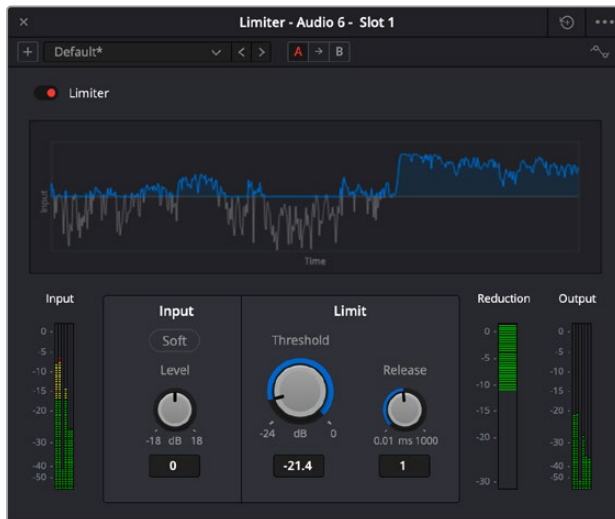 Limiter - Audio 6 - Slot 1
Default*
A
B
Limiter
Input
Time
Input
Input
Limit
Reduction
Output
Soft
Threshold
Level
Release
0
-5
-10
-15
-20
-30
-40
-50
-18 dB 18
-24 dB 0
0.01 ms 1000
0
-21.4
1
0
-5
-10
-15
-20
-30
0
-5
-10
-15
-20
-30
-40
-50